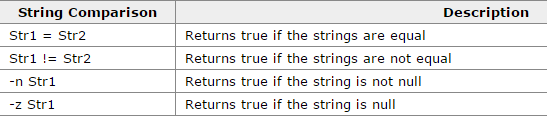 String Comparison Description
Str1 = Str2 Returns true if the strings are equal
Str1 != Str2 Returns true if the strings are not equal
-n Str1 Returns true if the string is not null
-z Str1 Returns true if the string is null